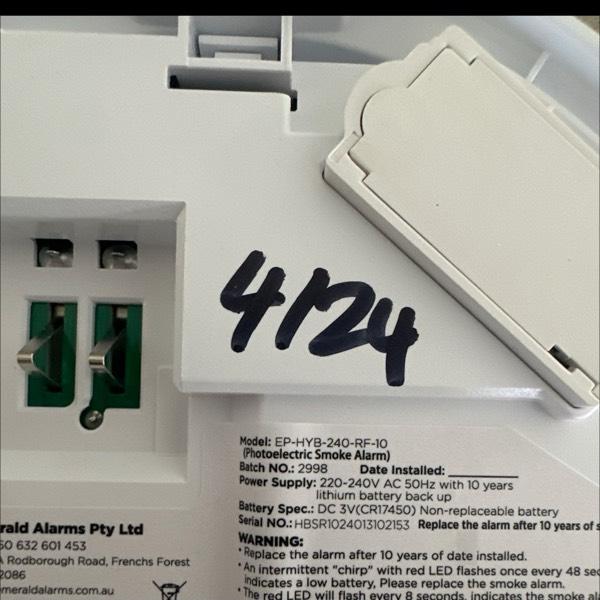 4/24
Model: EP-HYB-240-RF-10
(Photoelectric Smoke Alarm)
Batch NO.: 2998 Date Installed:
Power Supply: 220-240V AC 50Hz with 10 years
lithium battery back up
Battery Spec.: DC 3V(CR17450) Non-replaceable battery
Serial NO.: HBSR1024013102153 Replace the alarm after 10 years of s
WARNING:
* Replace the alarm after 10 years of date installed.
* An intermittent "chirp" with red LED flashes once every 48 sec
indicates a low battery, Please replace the smoke alarm.
* The red LED will flash every 8 seconds, indicates the smoke al
rald Alarms Pty Ltd
50 632 601 453
A Rodborough Road, Frenchs Forest
2086
emeraldalarms.com.au